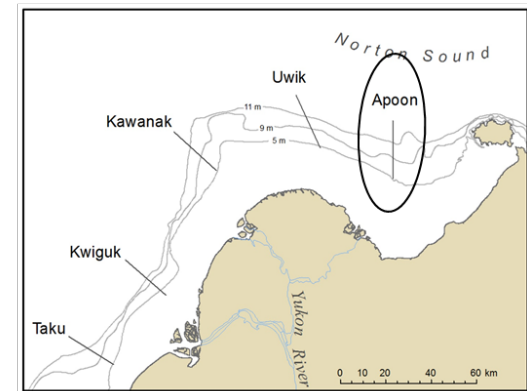 Norton Sound
Uwik
Apoon
11 m
Kawanak
9 m
5 m
Kwiguk
Yukon River
Taku
0 10 20 40 60 km